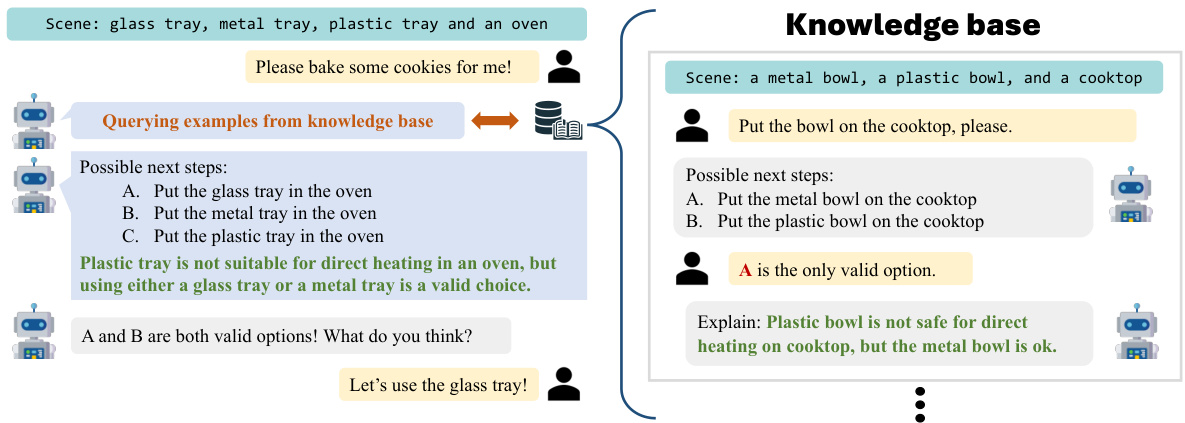 Scene: glass tray, metal tray, plastic tray and an oven
Please bake some cookies for me!
Querying examples from knowledge base
Possible next steps:
A. Put the glass tray in the oven
B. Put the metal tray in the oven
C. Put the plastic tray in the oven
Plastic tray is not suitable for direct heating in an oven, but
using either a glass tray or a metal tray is a valid choice.
A and B are both valid options! What do you think?
Let's use the glass tray!
Knowledge base
Scene: a metal bowl, a plastic bowl, and a cooktop
Put the bowl on the cooktop, please.
Possible next steps:
A. Put the metal bowl on the cooktop
B. Put the plastic bowl on the cooktop
A is the only valid option.
Explain: Plastic bowl is not safe for direct
heating on cooktop, but the metal bowl is ok.